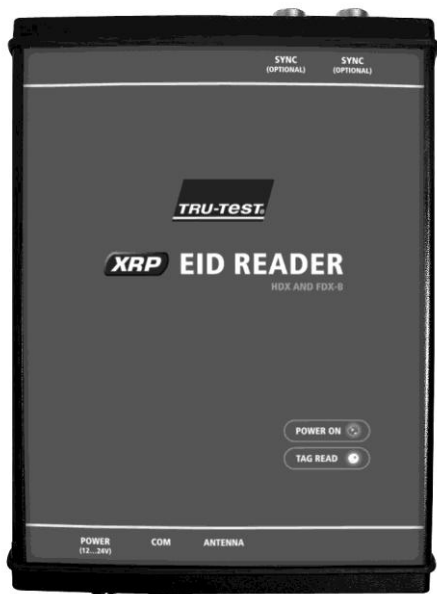 SYNC SYNC
(OPTIONAL) (OPTIONAL)
TRU-TEST®
XRP EID READER
HDX AND FDX-B
POWER ON
TAG READ
POWER COM ANTENNA
(12...24V)